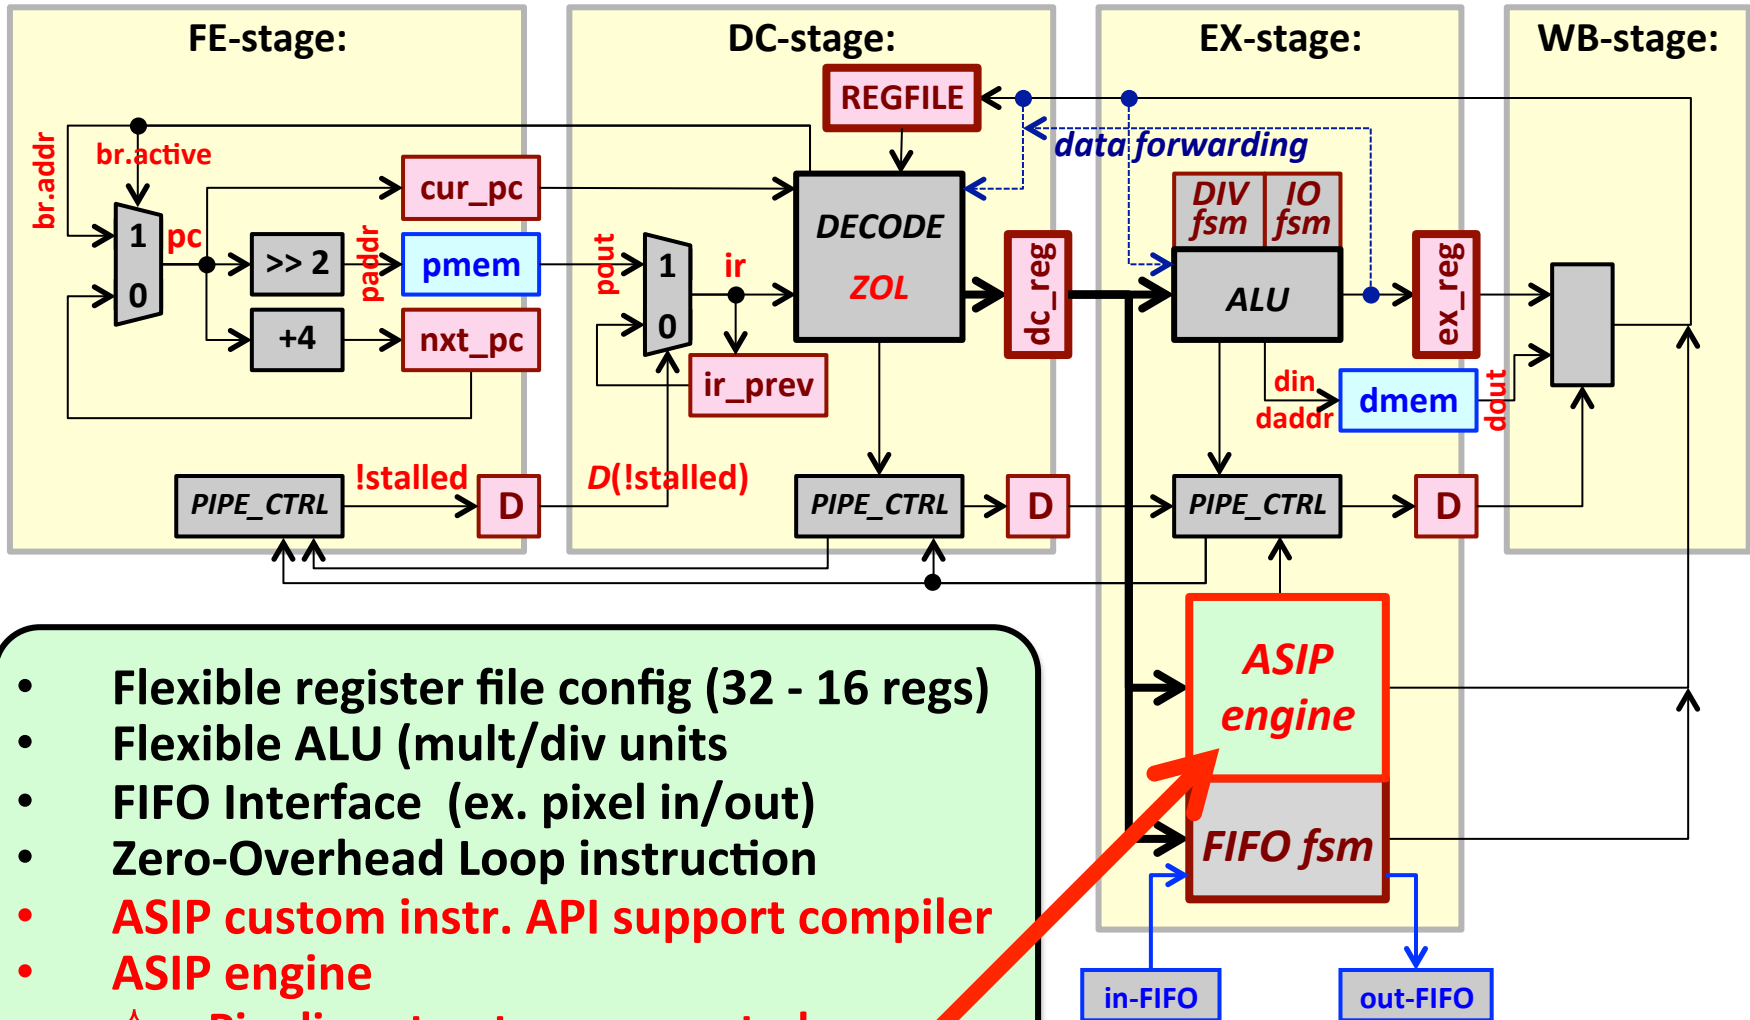 FE-stage:
DC-stage:
EX-stage:
WB-stage:
REGFILE
data forwarding
br.addr
br.active
cur_pc
1
pc
0
>> 2
paddr
pmem
+4
nxt_pc
pout
1
0
ir
ir_prev
DECODE
ZOL
dc_reg
DIV
fsm
IO
fsm
ALU
ex_reg
din
daddr
dmem
dout
PIPE_CTRL
!stalled
D
D(!stalled)
PIPE_CTRL
D
PIPE_CTRL
D
ASIP
engine
FIFO fsm
in-FIFO
out-FIFO
• Flexible register file config (32 - 16 regs)
• Flexible ALU (mult/div units
• FIFO Interface (ex. pixel in/out)
• Zero-Overhead Loop instruction
• ASIP custom instr. API support compiler
• ASIP engine